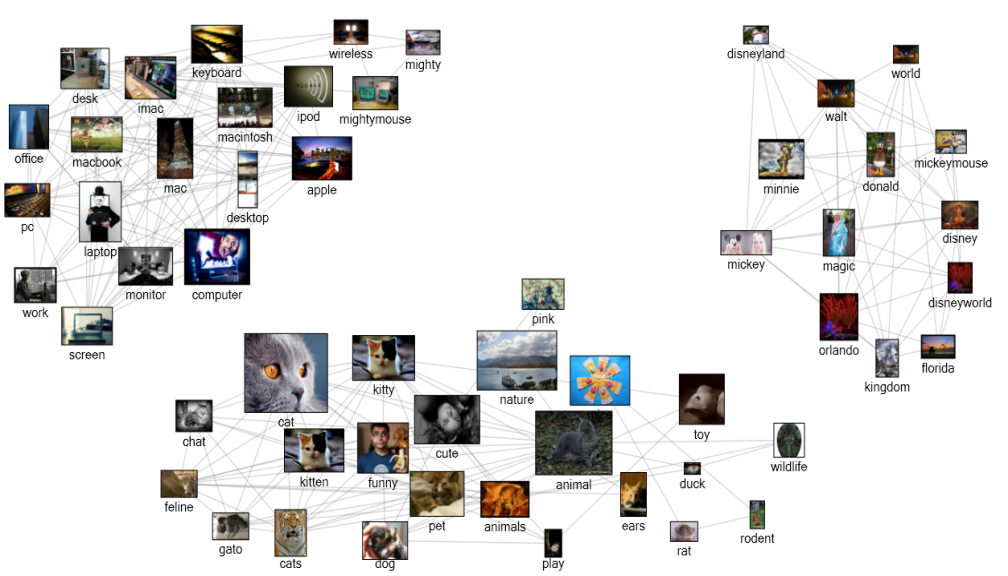 wireless
mighty
keyboard
desk
imac
ipod
mightymouse
macintosh
office
macbook
mac
apple
desktop
pc
laptop
monitor
computer
work
screen
disneyland
world
walt
mickeymouse
minnie
donald
disney
mickey
magic
disneyworld
orlando
florida
kingdom
pink
nature
kitty
cat
chat
cute
toy
kitten
funny
animal
wildlife
duck
feline
pet
animals
ears
gato
cats
dog
play
rat
rodent